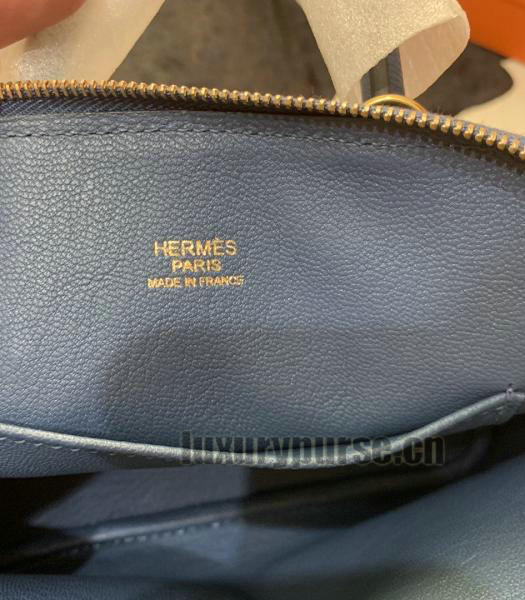 HERMÈS
PARIS
MADE IN FRANCE
luxurypurse.cn